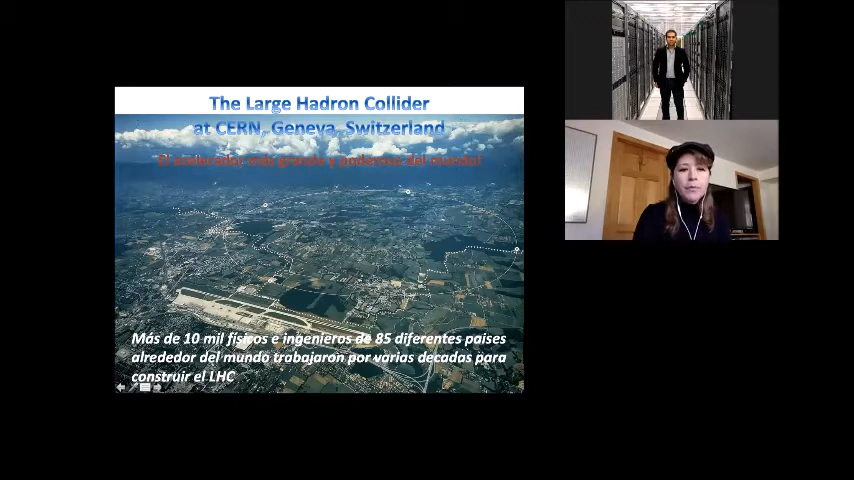 The Large Hadron Collider
at CERN, Geneva, Switzerland
El acelerador más grande y poderoso del mundo!
Más de 10 mil físicos e ingenieros de 85 diferentes paises
alrededor del mundo trabajaron por varias decadas para
construir el LHC